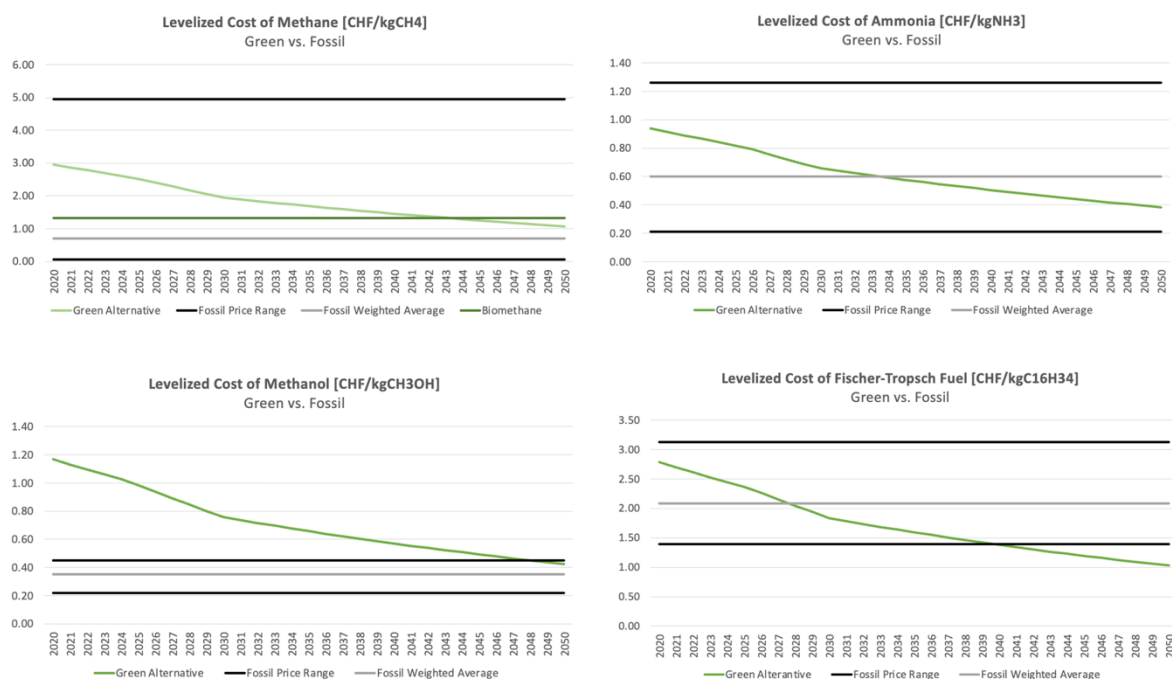 Levelized Cost of Methane [CHF/kgCH4]
Green vs. Fossil
6.00
5.00
4.00
3.00
2.00
1.00
0.00
2020 2021 2022 2023 2024 2025 2026 2027 2028 2029 2030 2031 2032 2033 2034 2035 2036 2037 2038 2039 2040 2041 2042 2043 2044 2045 2046 2047 2048 2049 2050
Green Alternative Fossil Price Range Fossil Weighted Average Biomethane
Levelized Cost of Ammonia [CHF/kgNH3]
Green vs. Fossil
1.40
1.20
1.00
0.80
0.60
0.40
0.20
0.00
2020 2021 2022 2023 2024 2025 2026 2027 2028 2029 2030 2031 2032 2033 2034 2035 2036 2037 2038 2039 2040 2041 2042 2043 2044 2045 2046 2047 2048 2049 2050
Green Alternative Fossil Price Range Fossil Weighted Average
Levelized Cost of Methanol [CHF/kgCH3OH]
Green vs. Fossil
1.40
1.20
1.00
0.80
0.60
0.40
0.20
0.00
2020 2021 2022 2023 2024 2025 2026 2027 2028 2029 2030 2031 2032 2033 2034 2035 2036 2037 2038 2039 2040 2041 2042 2043 2044 2045 2046 2047 2048 2049 2050
Green Alternative Fossil Price Range Fossil Weighted Average
Levelized Cost of Fischer-Tropsch Fuel [CHF/kgC16H34]
Green vs. Fossil
3.50
3.00
2.50
2.00
1.50
1.00
0.50
0.00
2020 2021 2022 2023 2024 2025 2026 2027 2028 2029 2030 2031 2032 2033 2034 2035 2036 2037 2038 2039 2040 2041 2042 2043 2044 2045 2046 2047 2048 2049 2050
Green Alterantive Fossil Price Range Fossil Weighted Average